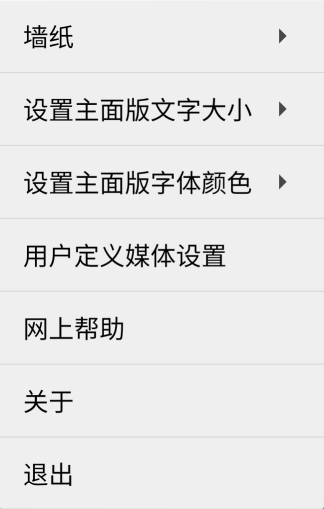 墙纸
设置主面版文字大小
设置主面版字体颜色
用户定义媒体设置
网上帮助
关于
退出